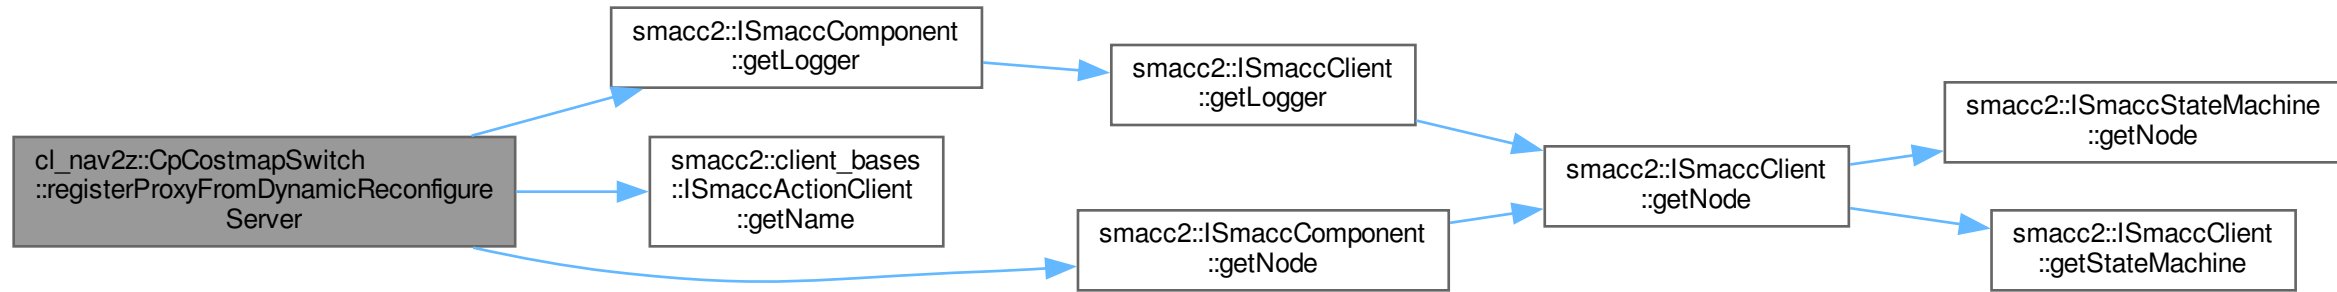 cl_nav2z::CpCostmapSwitch
::registerProxyFromDynamicReconfigure
Server
smacc2::ISmaccComponent
::getLogger
smacc2::client_bases
::ISmaccActionClient
::getName
smacc2::ISmaccComponent
::getNode
smacc2::ISmaccClient
::getLogger
smacc2::ISmaccClient
::getNode
smacc2::ISmaccStateMachine
::getNode
smacc2::ISmaccClient
::getStateMachine